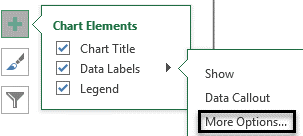 Chart Elements
Chart Title
Data Labels
Legend
Show
Data Callout
More Options...